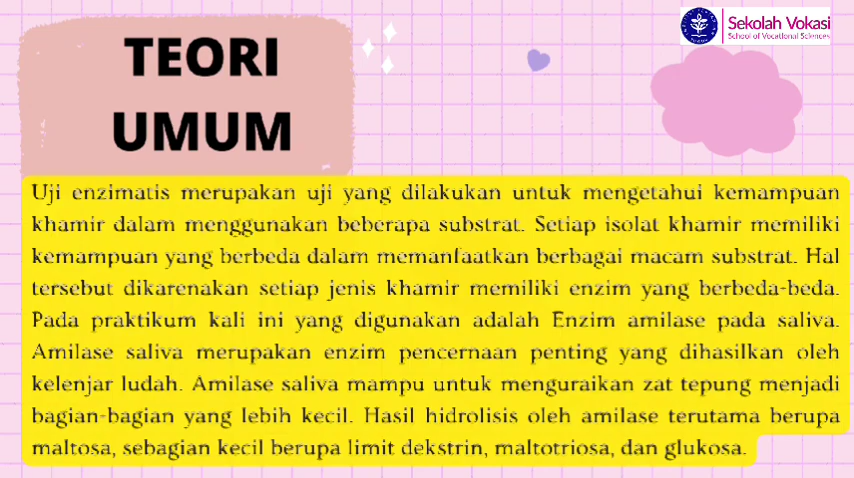 Sekolah Vokasi
School of Vocational Sciences
TEORI
UMUM
Uji enzimatis merupakan uji yang dilakukan untuk mengetahui kemampuan
khamir dalam menggunakan beberapa substrat. Setiap isolat khamir memiliki
kemampuan yang berbeda dalam memanfaatkan berbagai macam substrat. Hal
tersebut dikarenakan setiap jenis khamir memiliki enzim yang berbeda-beda.
Pada praktikum kali ini yang digunakan adalah Enzim amilase pada saliva.
Amilase saliva merupakan enzim pencernaan penting yang dihasilkan oleh
kelenjar ludah. Amilase saliva mampu untuk menguraikan zat tepung menjadi
bagian-bagian yang lebih kecil. Hasil hidrolisis oleh amilase terutama berupa
maltosa, sebagian kecil berupa limit dekstrin, maltotriosa, dan glukosa.